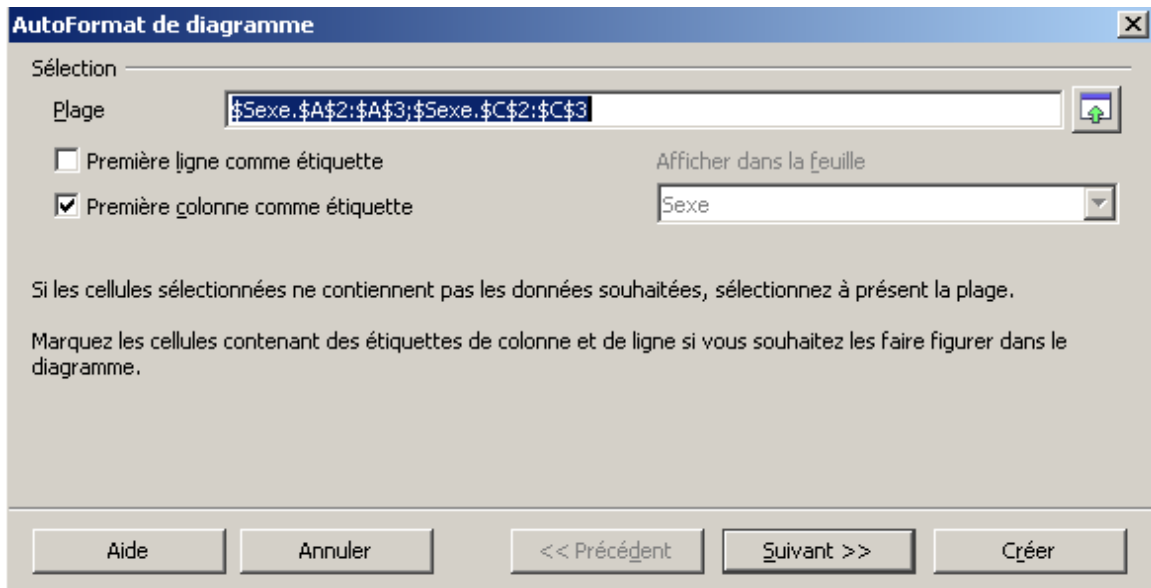 AutoFormat de diagramme
Sélection
Plage
$Sexe.$A$2:$A$3;$Sexe.$C$2:$C$3
Première ligne comme étiquette
Afficher dans la feuille
Première colonne comme étiquette
Sexe
Si les cellules sélectionnées ne contiennent pas les données souhaitées, sélectionnez à présent la plage.
Marquez les cellules contenant des étiquettes de colonne et de ligne si vous souhaitez les faire figurer dans le
diagramme.
Aide
Annuler
<< Précédent
Suivant >>
Créer